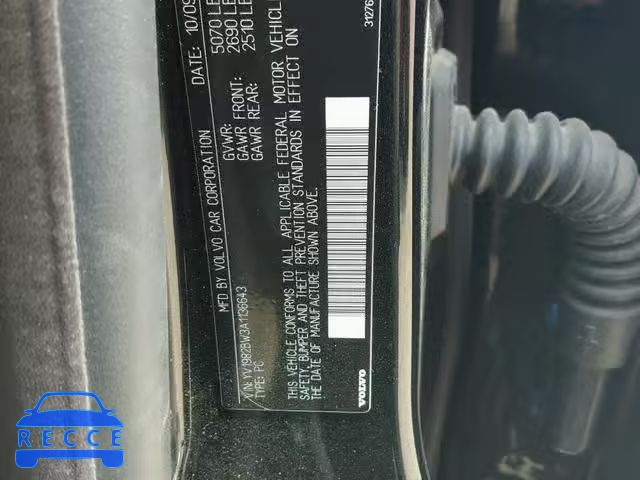 MFD BY VOLVO CAR CORPORATION DATE: 10/09
GVWR: 5070 LB
GAWR FRONT: 2690 LB
GAWR REAR: 2510 LB
VIN: YV1982BW3A1136643
TYPE: PC
THIS VEHICLE CONFORMS TO ALL APPLICABLE FEDERAL MOTOR VEHICL
SAFETY, BUMPER AND THEFT PREVENTION STANDARDS IN EFFECT ON
THE DATE OF MANUFACTURE SHOWN ABOVE.
VOLVO
31276
RECCE